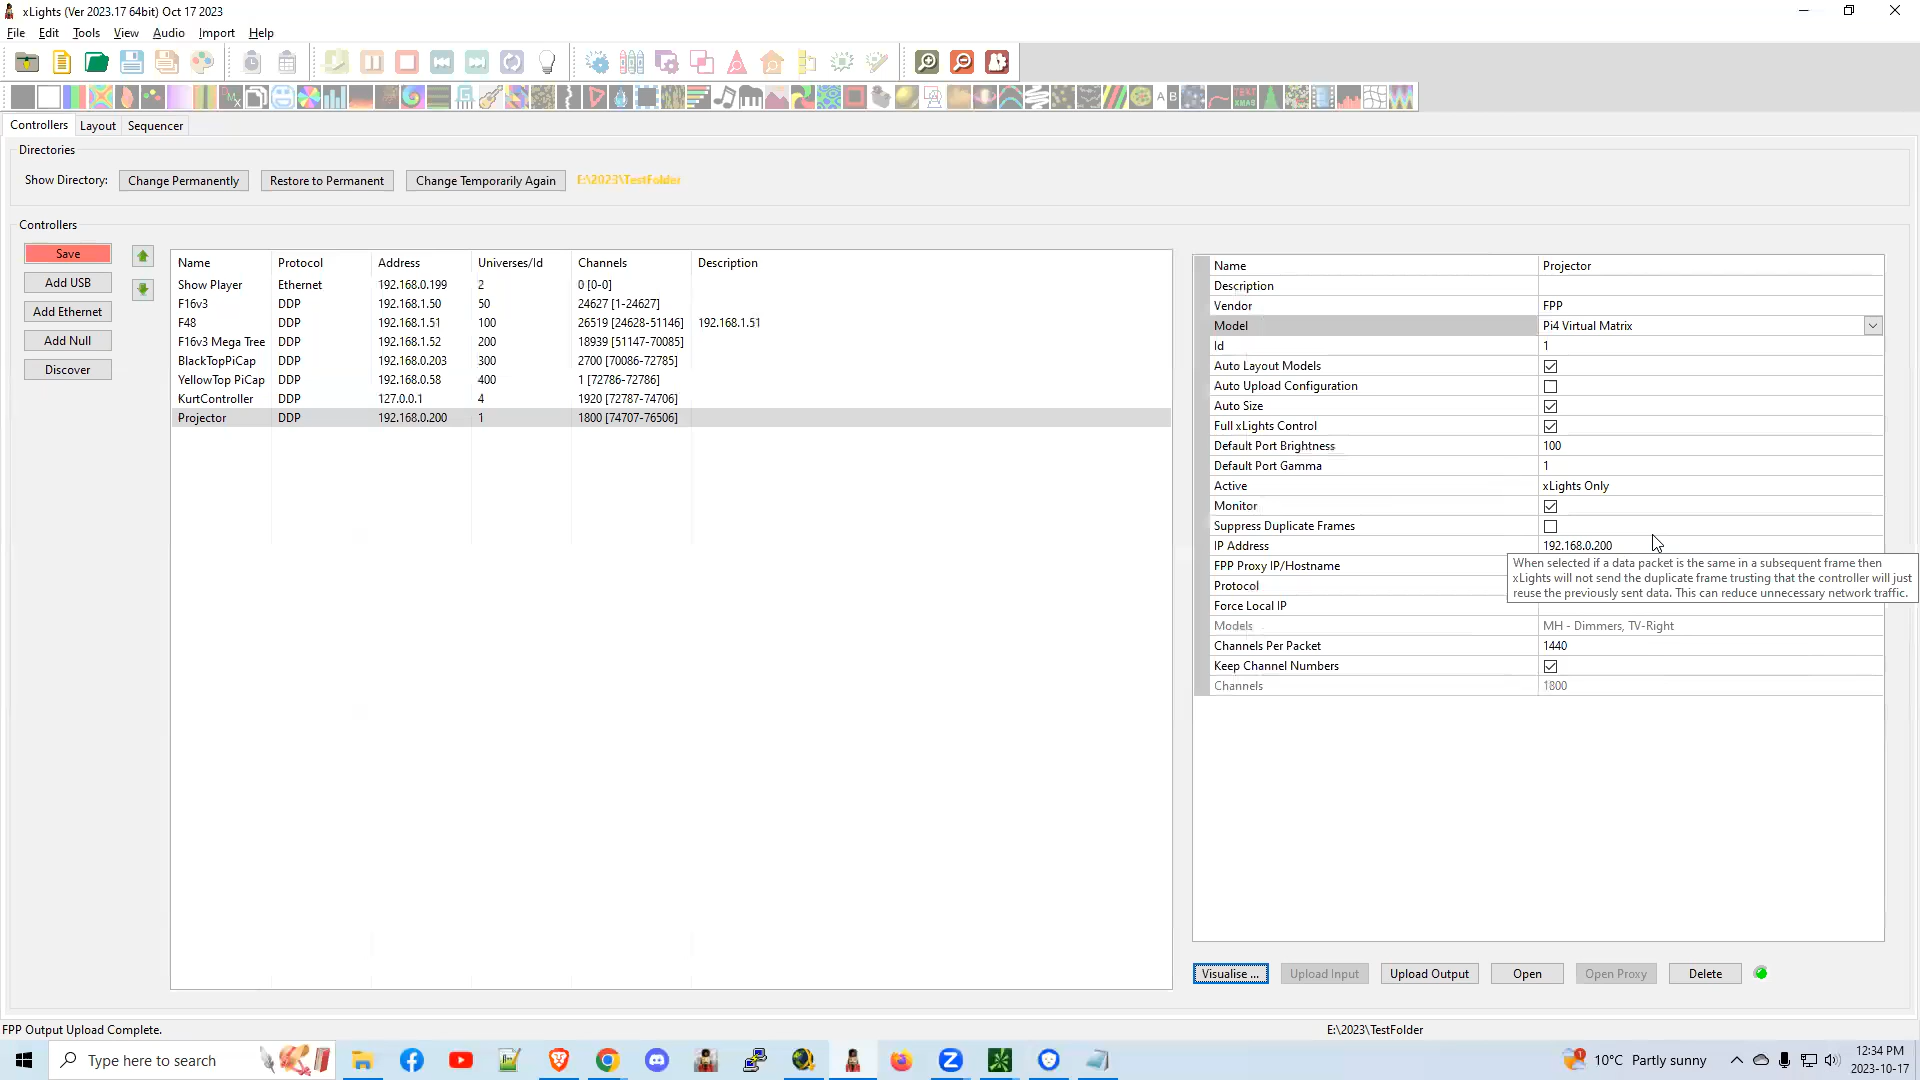 xLights (Ver 2023.17 64bit) Oct 17 2023
File Edit Tools View Audio Import Help
Controllers Layout Sequencer
Directories
Show Directory: Change Permanently Restore to Permanent Change Temporarily Again E:\2023\TestFolder
Controllers
Save
Add USB
Add Ethernet
Add Null
Discover
Name Protocol Address Universes/Id Channels Description
Show Player Ethernet 192.168.0.199 2 0 [0-0]
F16v3 DDP 192.168.1.50 50 24627 [1-24627]
F48 DDP 192.168.1.51 100 26519 [24628-51146] 192.168.1.51
F16v3 Mega Tree DDP 192.168.1.52 200 18939 [51147-70085]
BlackTopPiCap DDP 192.168.0.203 300 2700 [70086-72785]
YellowTop PiCap DDP 192.168.0.58 400 1 [72786-72786]
KurtController DDP 127.0.0.1 4 1920 [72787-74706]
Projector DDP 192.168.0.200 1 1800 [74707-76506]
Name Projector
Description
Vendor FPP
Model Pi4 Virtual Matrix
Id 1
Auto Layout Models
Auto Upload Configuration
Auto Size
Full xLights Control
Default Port Brightness 100
Default Port Gamma 1
Active xLights Only
Monitor
Suppress Duplicate Frames
IP Address 192.168.0.200
FPP Proxy IP/Hostname
Protocol
Force Local IP
When selected if a data packet is the same in a subsequent frame then
xLights will not send the duplicate frame trusting that the controller will just
reuse the previously sent data. This can reduce unnecessary network traffic.
Models MH - Dimmers, TV-Right
Channels Per Packet 1440
Keep Channel Numbers
Channels 1800
Visualise ... Upload Input Upload Output Open Open Proxy Delete
FPP Output Upload Complete. E:\2023\TestFolder
Type here to search
10°C Partly sunny
12:34 PM
2023-10-17